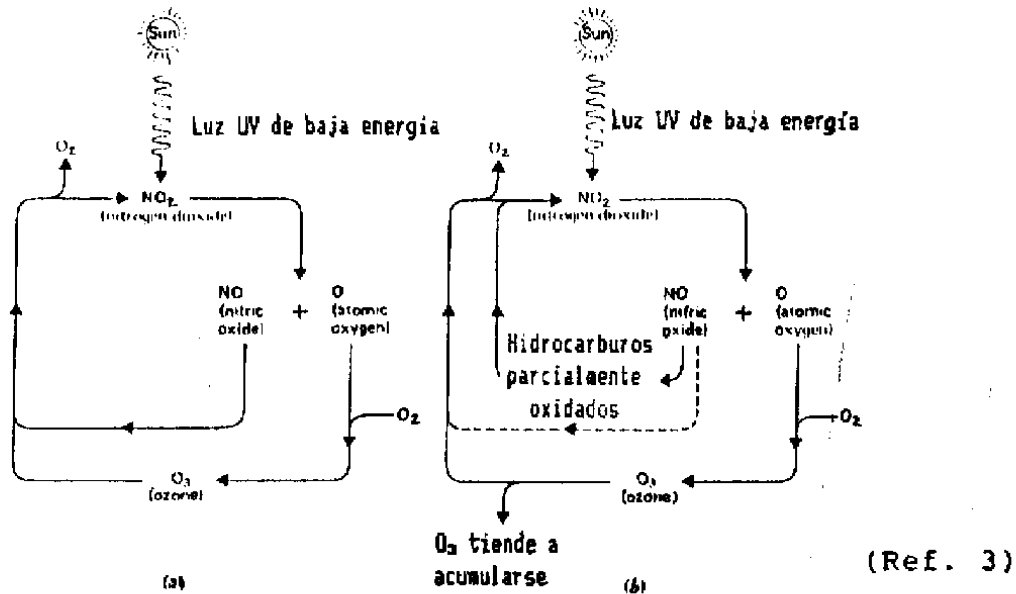 Sun
Luz UV de baja energía
O₂
NO₂
(nitrogen dioxide)
NO
(nitric
oxide)
+
O
(atomic
oxygen)
O₂
O₃
(ozone)
(a)
Sun
Luz UV de baja energía
O₂
NO₂
(nitrogen dioxide)
NO
(nitric
oxide)
+
O
(atomic
oxygen)
Hidrocarburos
parcialmente
oxidados
O₂
O₃
(ozone)
O₃ tiende a
acumularse
(b)
(Ref. 3)